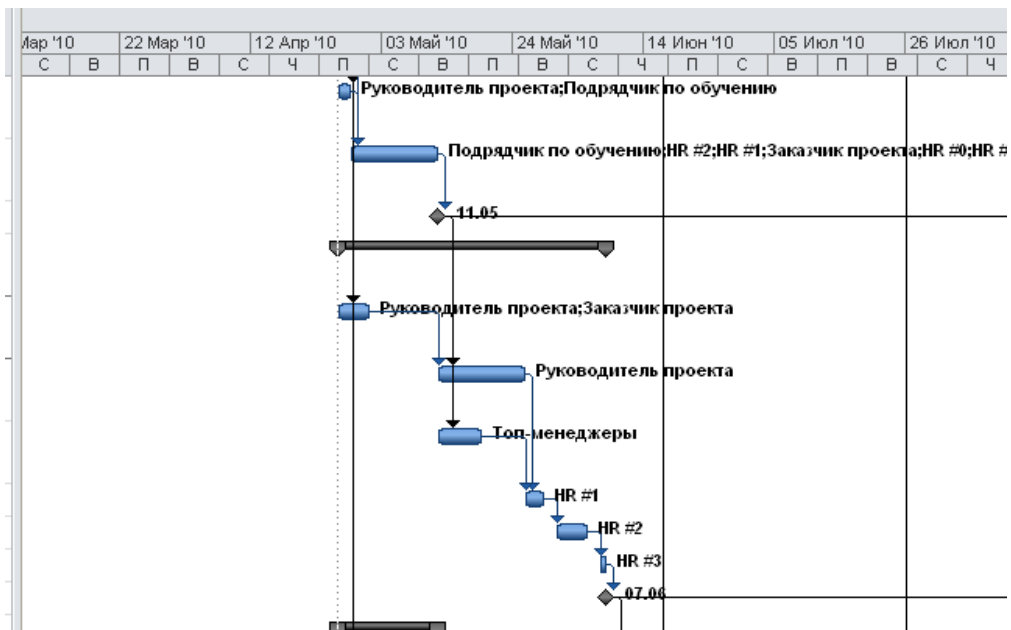 Мар '10 22 Мар '10 12 Апр '10 03 Май '10 24 Май '10 14 Июн '10 05 Июл '10 26 Июл '10
С В П В С Ч П С В П В С Ч П С В П В С Ч
Руководитель проекта;Подрядчик по обучению
Подрядчик по обучению;HR #2;HR #1;Заказчик проекта;HR #0;HR #
11.05
Руководитель проекта;Заказчик проекта
Руководитель проекта
Топ-менеджеры
HR #1
HR #2
HR #3
07.06